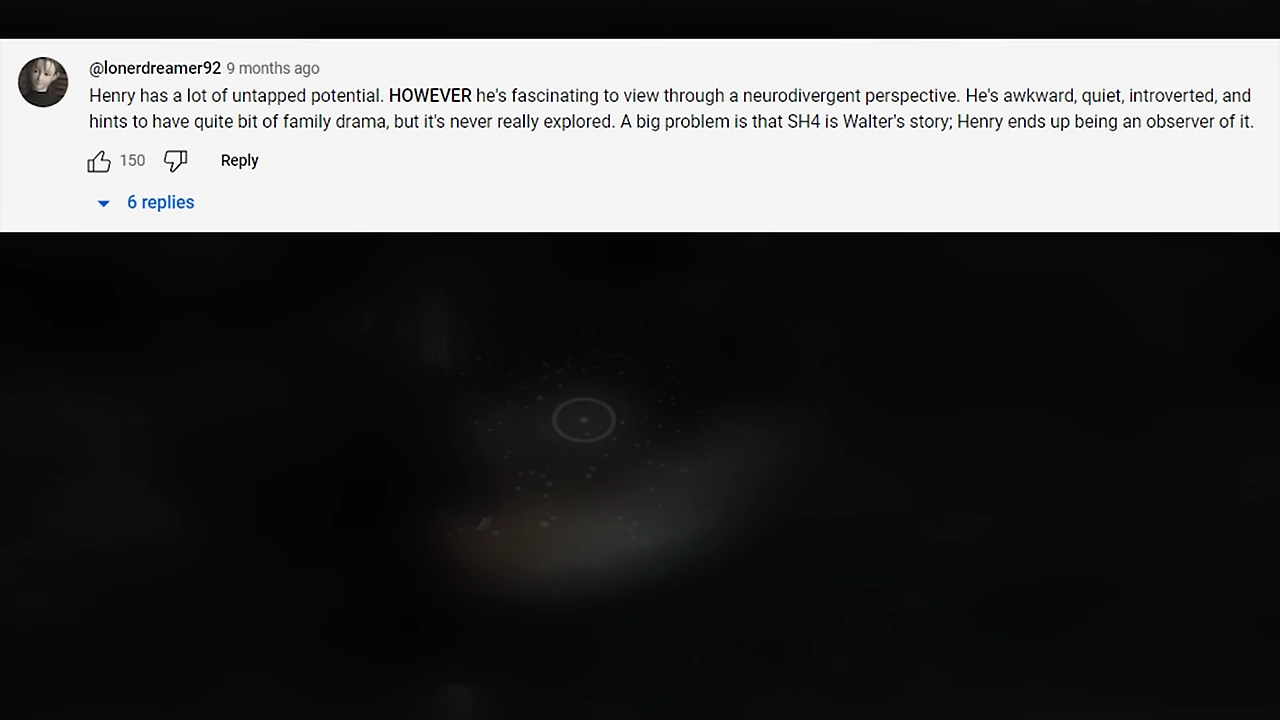 @lonerdreamer92 9 months ago
Henry has a lot of untapped potential. HOWEVER he's fascinating to view through a neurodivergent perspective. He's awkward, quiet, introverted, and
hints to have quite bit of family drama, but it's never really explored. A big problem is that SH4 is Walter's story; Henry ends up being an observer of it.
150 Reply
6 replies